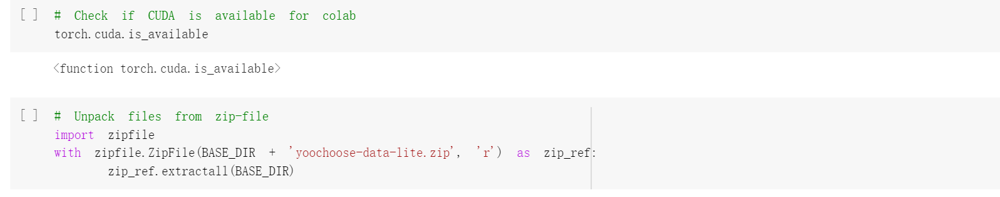 [ ] # Check if CUDA is available for colab
torch.cuda.is_available
<function torch.cuda.is_available>
[ ] # Unpack files from zip-file
import zipfile
with zipfile.ZipFile(BASE_DIR + 'yoochoose-data-lite.zip', 'r') as zip_ref:
    zip_ref.extractall(BASE_DIR)